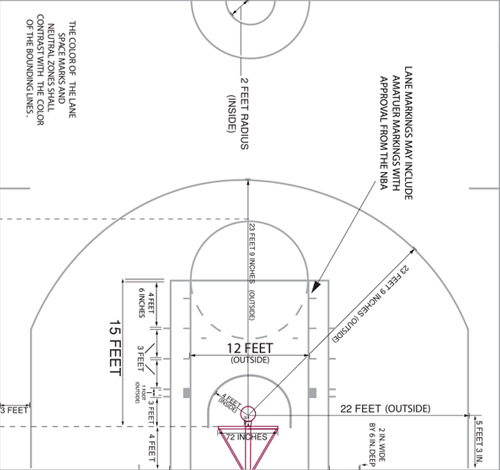 THE COLOR OF THE LANE
SPACE MARKS AND
NEUTRAL ZONES SHALL
CONTRAST WITH THE COLOR
OF THE BOUNDING LINES.
2 FEET RADIUS
(INSIDE)
LANE MARKINGS MAY INCLUDE
AMATUER MARKINGS WITH
APPROVAL FROM THE NBA
23 FEET 9 INCHES (OUTSIDE)
23 FEET 9 INCHES (OUTSIDE)
4 FEET
6 INCHES
15 FEET
3 FEET
1 FOOT
(OUTSIDE)
3 FEET
4 FEET
12 FEET
(OUTSIDE)
4 FEET
(INSIDE)
72 INCHES
22 FEET (OUTSIDE)
3 FEET
5 FEET 3 IN.
2 IN. WIDE
BY 6 IN. DEEP